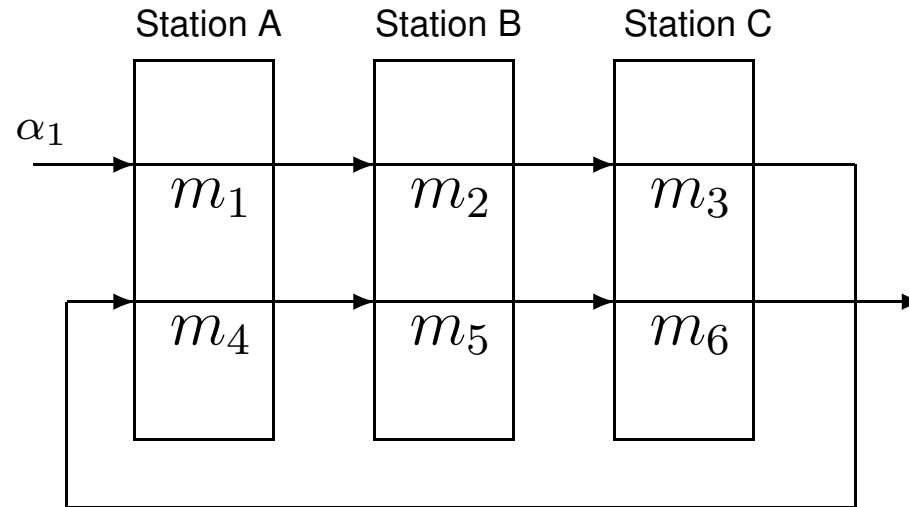 Station A Station B Station C
α₁
m₁ m₂ m₃
m₄ m₅ m₆